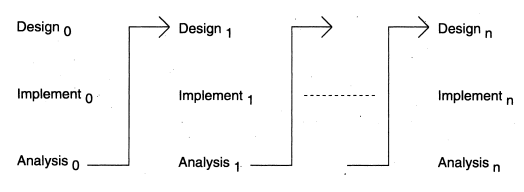 Design 0 Design 1 Design n
Implement 0 Implement 1 Implement n
Analysis 0 Analysis 1 Analysis n